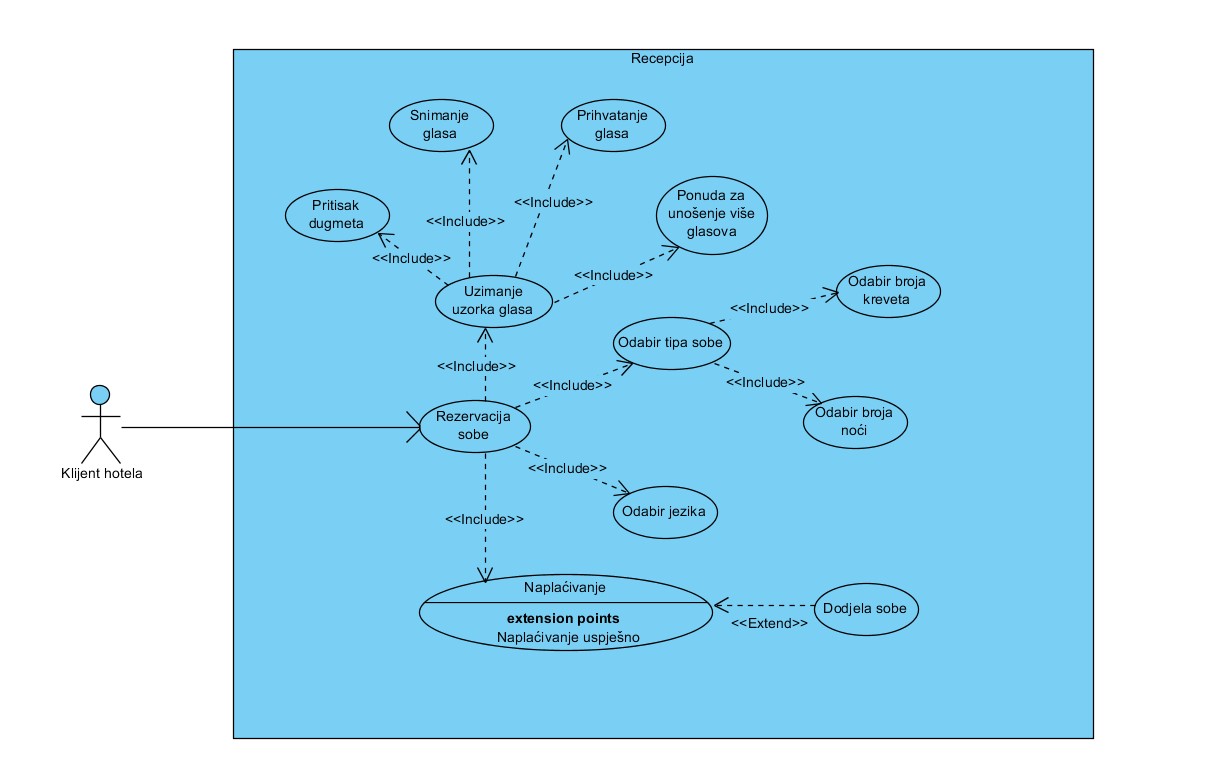 Recepcija
Snimanje
glasa
Prihvatanje
glasa
<<Include>>
<<Include>>
Pritisak
dugmeta
<<Include>>
Ponuda za
unošenje više
glasova
<<Include>>
Uzimanje
uzorka glasa
Odabir broja
kreveta
<<Include>>
Odabir tipa sobe
<<Include>>
<<Include>>
<<Include>>
Odabir broja
noći
Rezervacija
sobe
Klijent hotela
<<Include>>
Odabir jezika
<<Include>>
Naplaćivanje
extension points
Naplaćivanje uspješno
Dodjela sobe
<<Extend>>